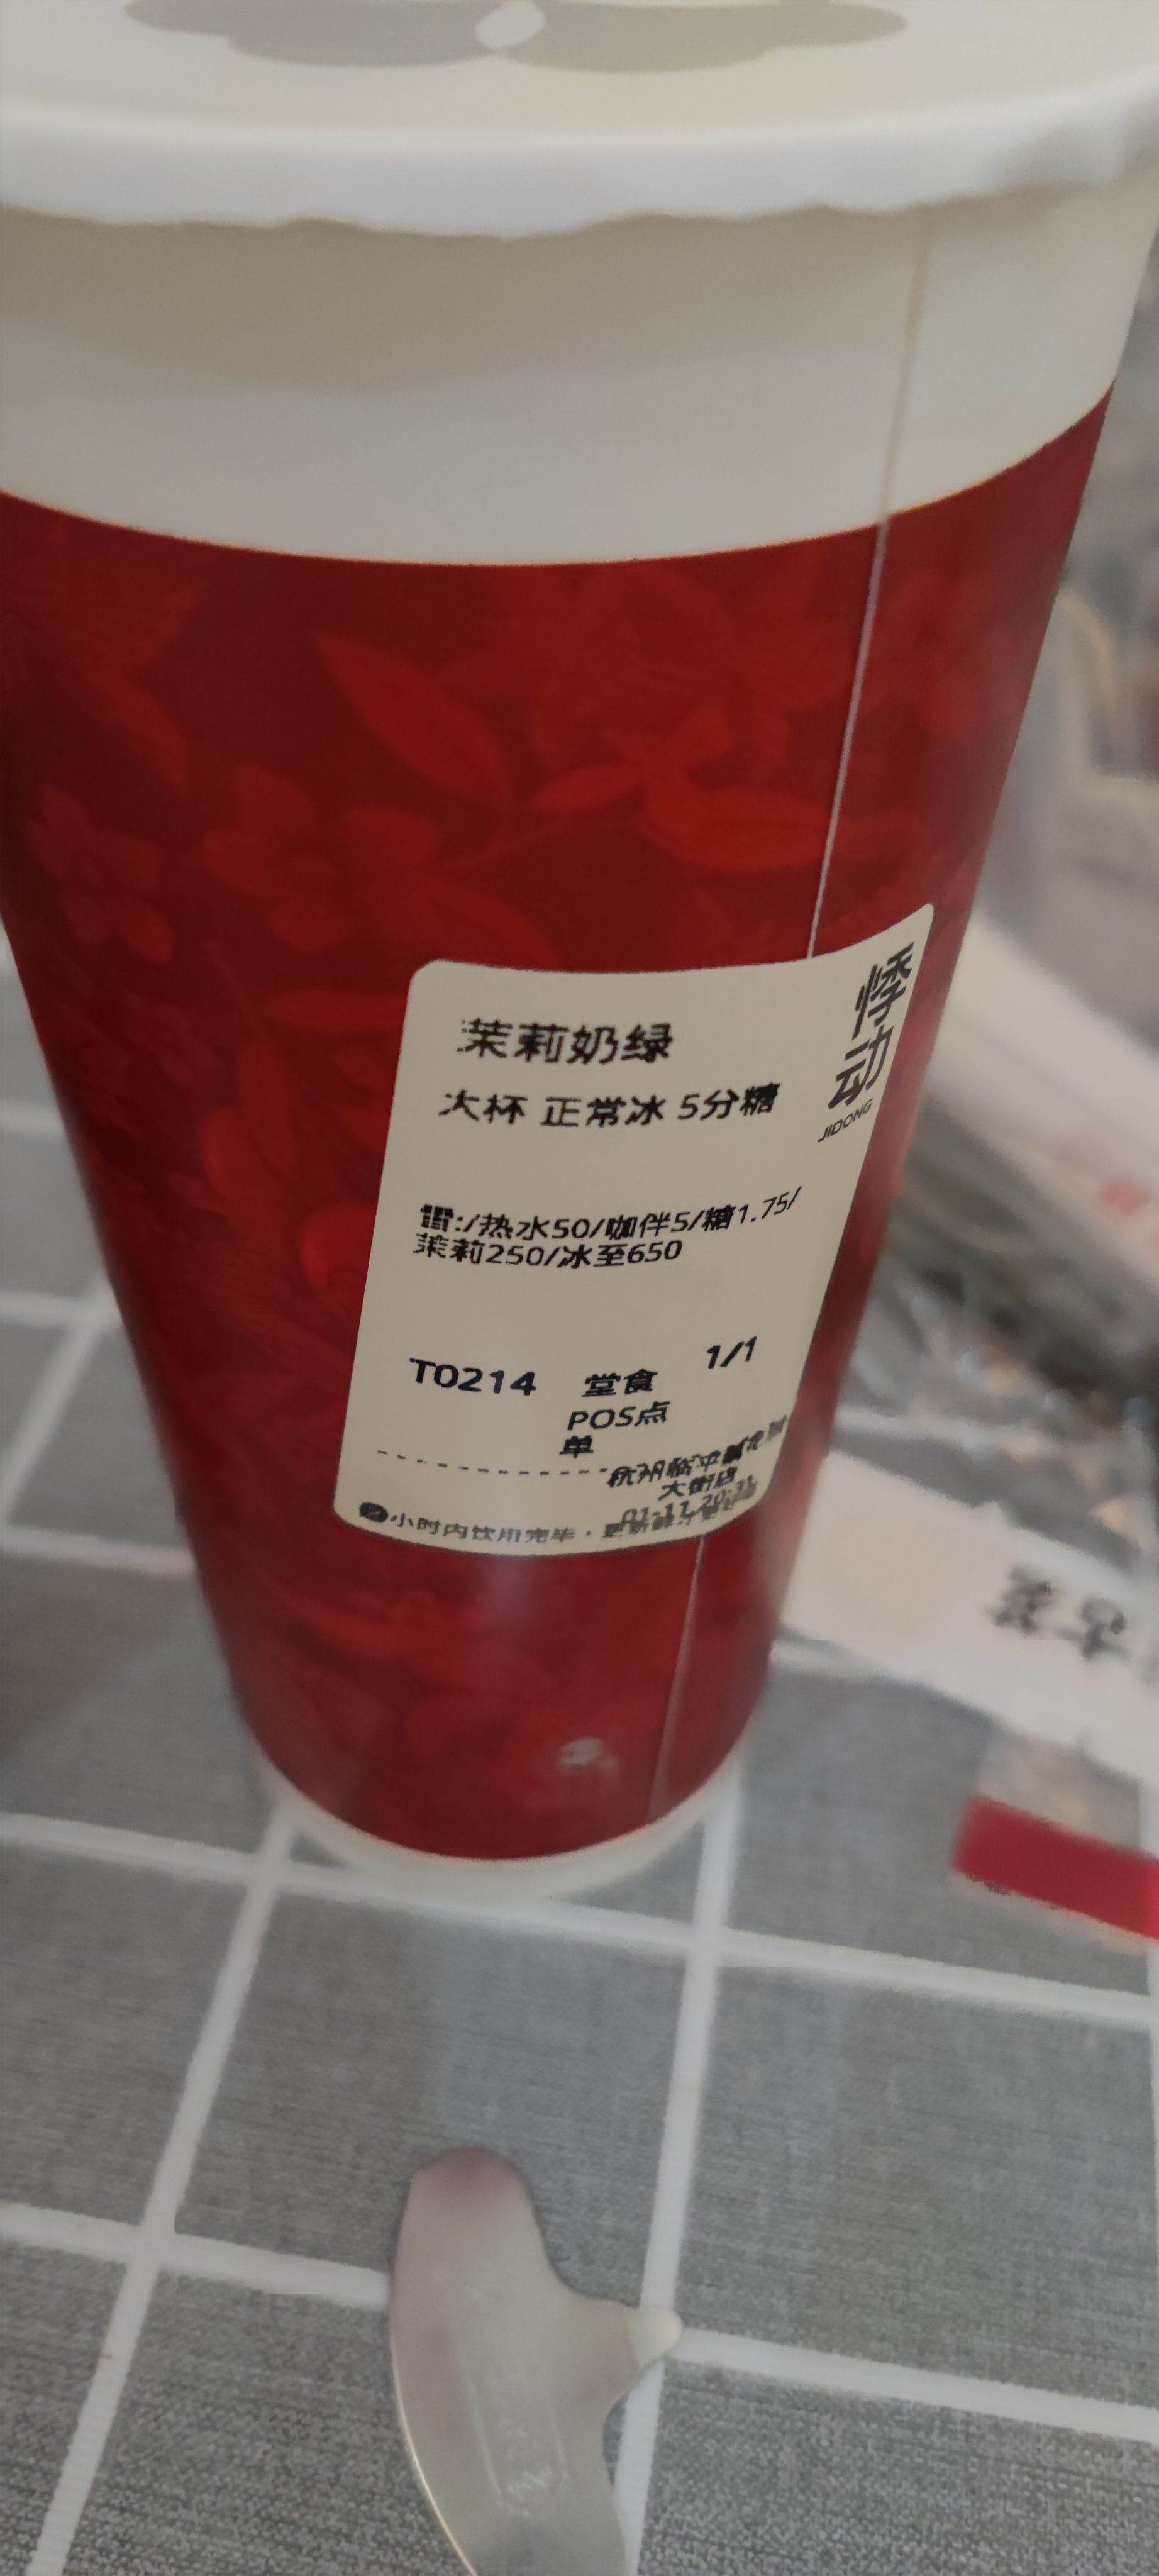 茉莉奶绿
大杯 正常冰 5分糖
悸动
JIDONG
雪:/热水50/咖伴5/糖1.75/
茉莉250/冰至650
T0214
堂食
1/1
POS点
单
大街店
小时内饮用完毕，